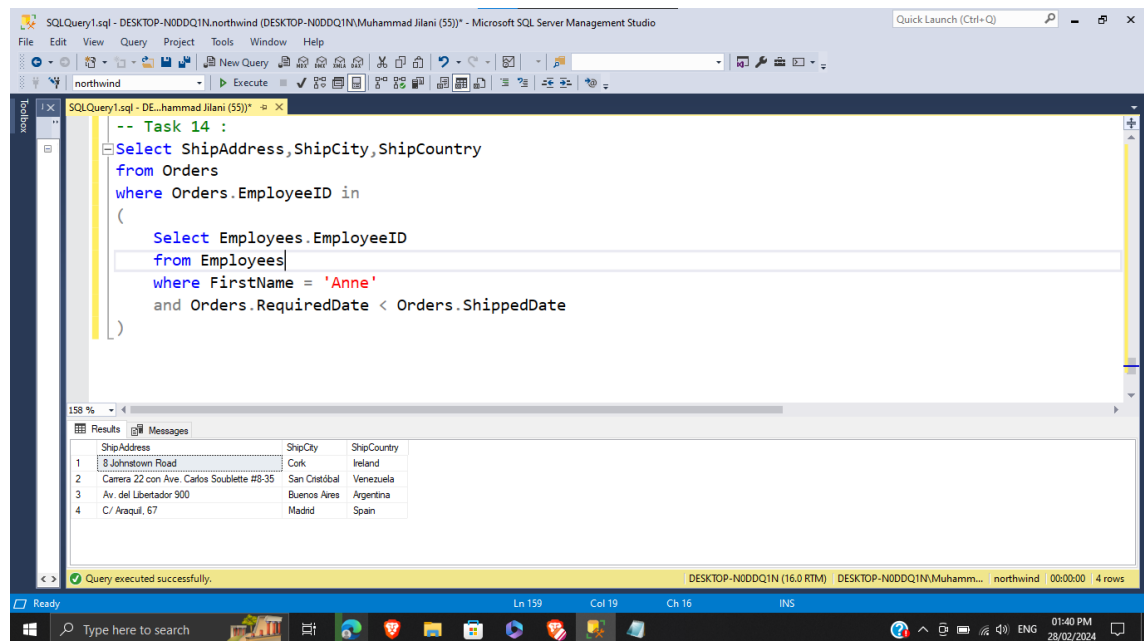 SQLQuery1.sql - DESKTOP-N0DDQ1N.northwind (DESKTOP-N0DDQ1N\Muhammad Jilani (55))* - Microsoft SQL Server Management Studio
Quick Launch (Ctrl+Q)
File Edit View Query Project Tools Window Help
New Query
northwind
Execute
Toolbox
SQLQuery1.sql - DE...hammad Jilani (55))*
-- Task 14 :
Select ShipAddress,ShipCity,ShipCountry
from Orders
where Orders.EmployeeID in
(
Select Employees.EmployeeID
from Employees
where FirstName = 'Anne'
and Orders.RequiredDate < Orders.ShippedDate
)
158 %
Results Messages
ShipAddress ShipCity ShipCountry
1 8 Johnstown Road Cork Ireland
2 Carrera 22 con Ave. Carlos Soublette #8-35 San Cristóbal Venezuela
3 Av. del Libertador 900 Buenos Aires Argentina
4 C/ Araquil, 67 Madrid Spain
Query executed successfully.
DESKTOP-N0DDQ1N (16.0 RTM) DESKTOP-N0DDQ1N\Muhamm... northwind 00:00:00 4 rows
Ready Ln 159 Col 19 Ch 16 INS
Type here to search
ENG
01:40 PM
28/02/2024